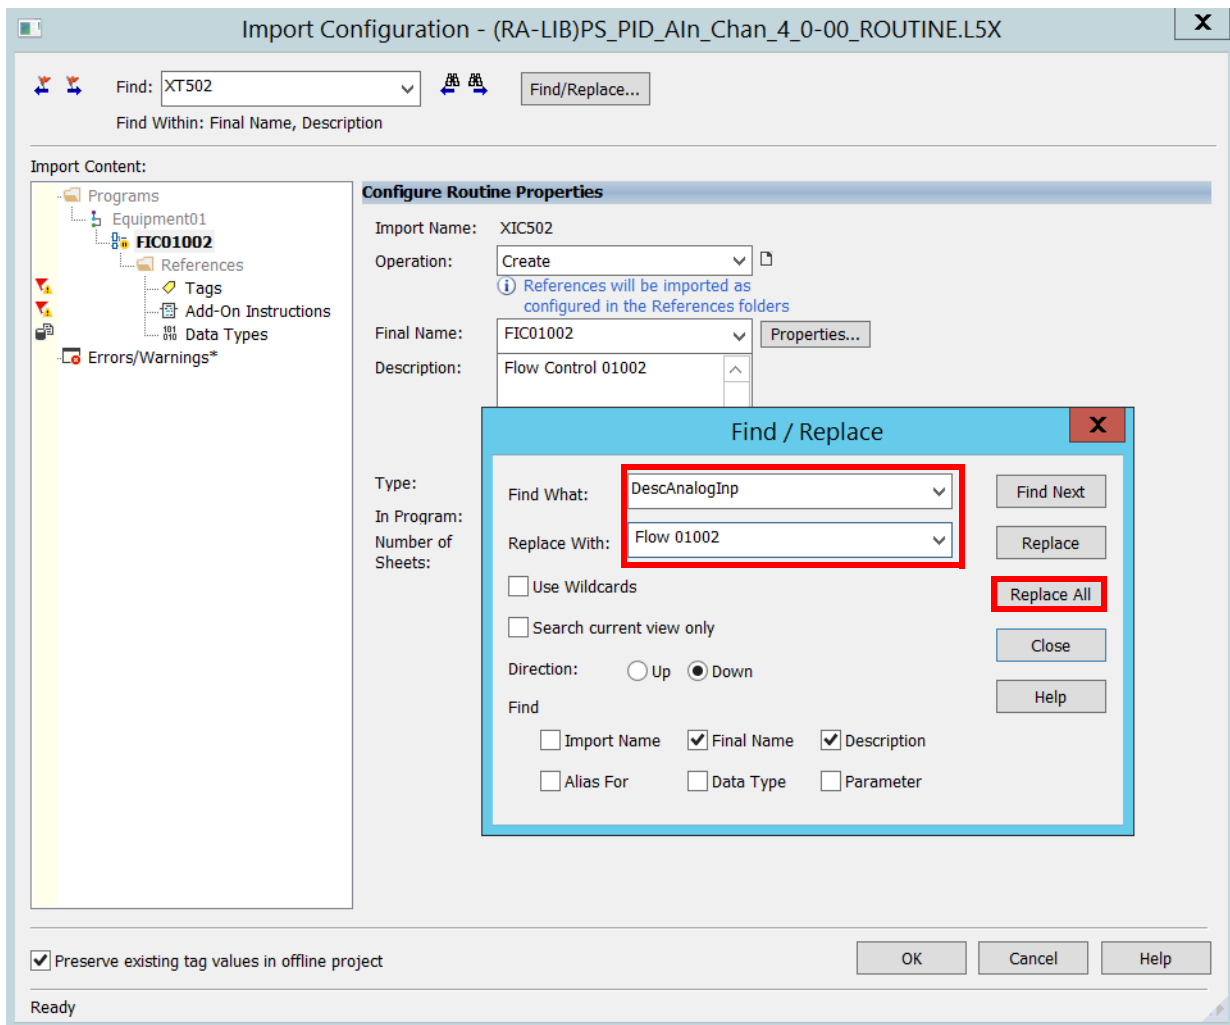 Import Configuration - (RA-LIB)PS_PID_AIn_Chan_4_0-00_ROUTINE.L5X
X
Find: XT502
Find/Replace...
Find Within: Final Name, Description
Import Content:
Programs
Equipment01
FIC01002
References
Tags
Add-On Instructions
Data Types
Errors/Warnings*
Configure Routine Properties
Import Name: XIC502
Operation: Create
References will be imported as
configured in the References folders
Final Name: FIC01002
Properties...
Description: Flow Control 01002
Type:
In Program:
Number of
Sheets:
Find / Replace
X
Find What: DescAnalogInp
Find Next
Replace With: Flow 01002
Replace
Use Wildcards
Replace All
Search current view only
Close
Direction: Up Down
Help
Find
Import Name Final Name Description
Alias For Data Type Parameter
Preserve existing tag values in offline project
OK Cancel Help
Ready